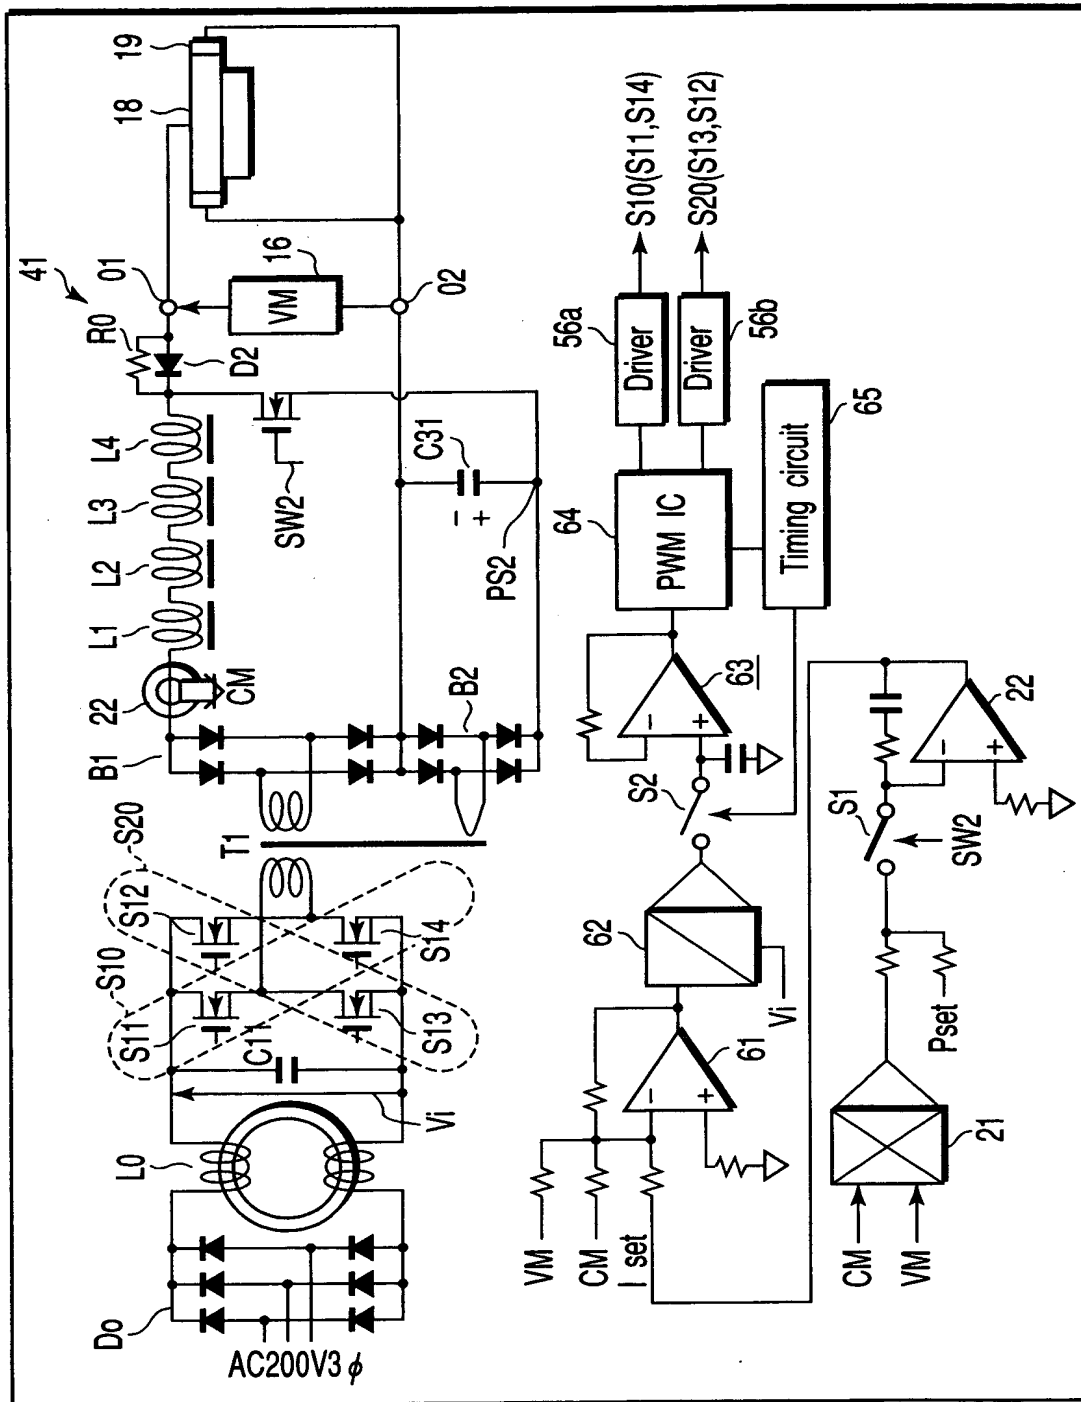 AC200V3ϕ
Do
L0
Vi
C11
S10
S20
S11
S12
S13
S14
T1
B1
B2
22
CM
L1
L2
L3
L4
R0
D2
41
01
VM
16
02
SW2
C31
-
+
PS2
18
19
VM
CM
I set
-
+
61
62
Vi
S2
-
+
63
64
PWM IC
56a
Driver
S10(S11,S14)
Driver
56b
S20(S13,S12)
65
Timing circuit
CM
VM
21
Pset
S1
SW2
-
+
22